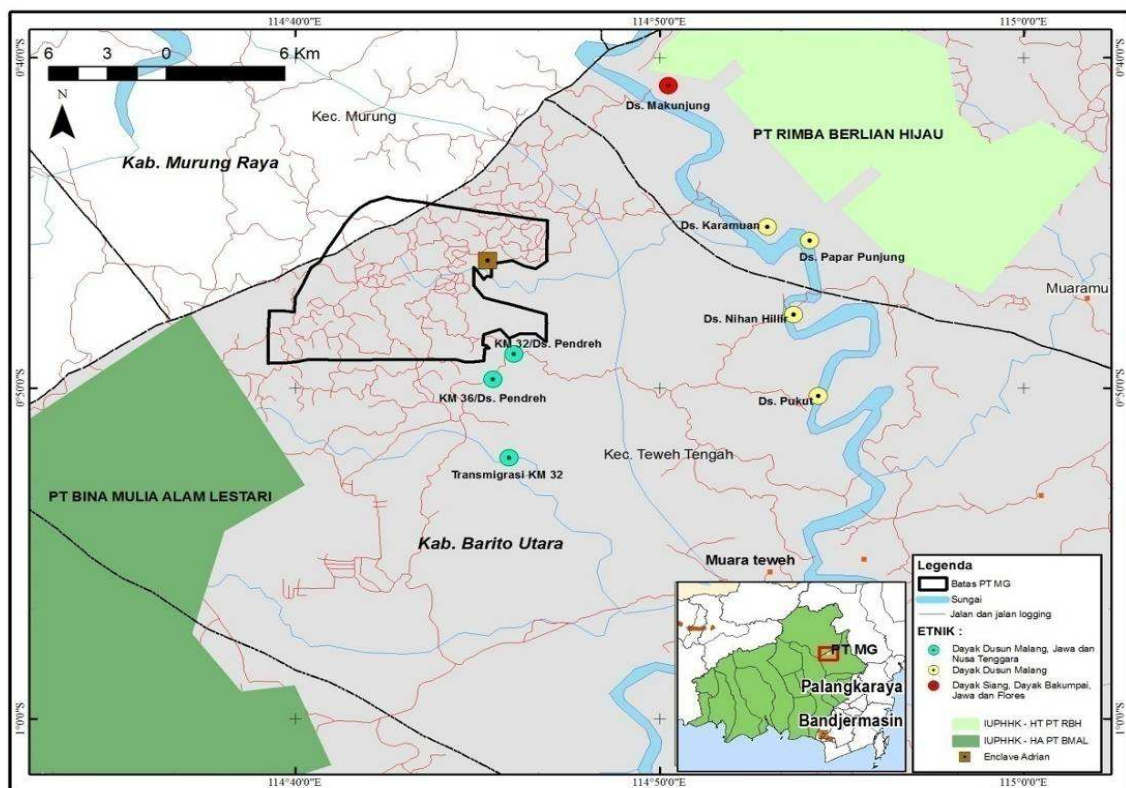 114°40'0"E
114°50'0"E
115°0'0"E
6 3 0 6 Km
N
0°40'0"S
0°40'0"S
Kec. Murung
Kab. Murung Raya
Ds. Makunjung
PT RIMBA BERLIAN HIJAU
Ds. Karamuan
Ds. Papar Punjung
Muaramu
Ds. Nihan Hillir
KM 32/Ds. Pendreh
KM 36/Ds. Pendreh
0°50'0"S
0°50'0"S
Ds. Pukut
Kec. Teweh Tengah
Transmigrasi KM 32
PT BINA MULIA ALAM LESTARI
Kab. Barito Utara
Muara teweh
PT MG
Palangkaraya
Bandjermasin
Legenda
Batas PT MG
Sungai
Jalan dan jalan logging
ETNIK :
Dayak Dusun Malang, Jawa dan
Nusa Tenggara
Dayak Dusun Malang
Dayak Siang, Dayak Bakumpai,
Jawa dan Flores
IUPHHK - HT PT RBH
IUPHHK - HA PT BMAL
Enclave Adrian
1°0'0"S
1°0'0"S
114°40'0"E
114°50'0"E
115°0'0"E